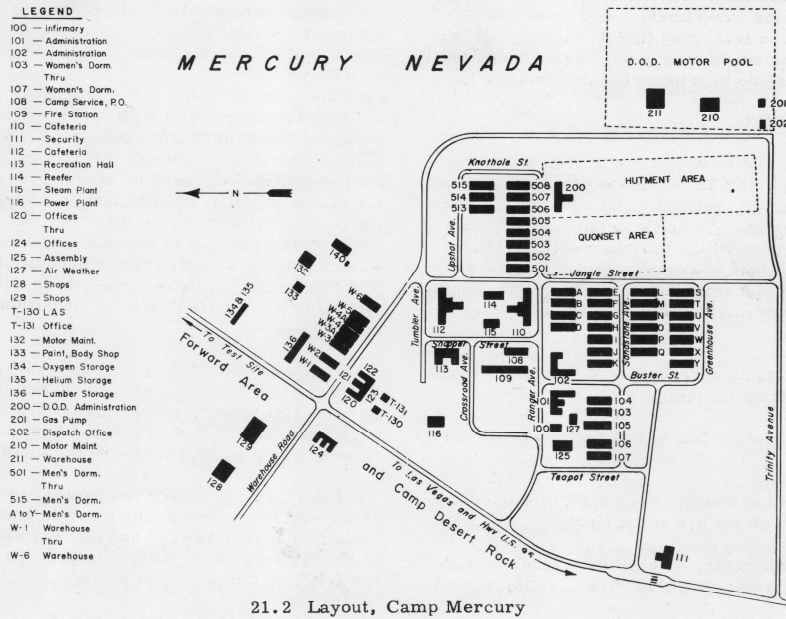 LEGEND
100 — infirmary
101 — Administration
102 — Administration
103 — Women's Dorm.
Thru
107 — Women's Dorm.
108 — Camp Service, P.O.
109 — Fire Station
110 — Cafeteria
111 — Security
112 — Cafeteria
113 — Recreation Hall
114 — Reefer
115 — Steam Plant
116 — Power Plant
120 — Offices
Thru
124 — Offices
125 — Assembly
127 — Air Weather
128 — Shops
129 — Shops
T-130 LAS
T-131 Office
132 — Motor Maint.
133 — Paint, Body Shop
134 — Oxygen Storage
135 — Helium Storage
136 — Lumber Storage
200 — D.O.D. Administration
201 — Gas Pump
202 — Dispatch Office
210 — Motor Maint.
211 — Warehouse
501 — Men's Dorm.
Thru
515 — Men's Dorm.
A to Y — Men's Dorm.
W-1 Warehouse
Thru
W-6 Warehouse
MERCURY NEVADA
N
D.O.D. MOTOR POOL
211
210
201
202
Knothole St.
515
514
513
508
507
506
505
504
503
502
501
200
HUTMENT AREA
QUONSET AREA
Upshot Ave.
Jangle Street
Tumbler Ave.
112
114
115
110
Snapper Street
113
108
109
Crossroad Ave.
Ranger Ave.
A
B
C
D
E
F
G
H
I
J
K
Sandstone Ave.
L
M
N
O
P
Q
S
T
U
V
W
X
Y
Greenhouse Ave.
Buster St.
102
101
100
127
125
104
103
105
106
107
Teapot Street
Trinity Avenue
116
111
140
132
133
134B
135
136
W-6
W-5
W-4A
W-4
W-3A
W-3
W-2
W-1
122
121
120
123
T-131
T-130
124
129
128
To Test Site
Forward Area
Warehouse Road
To Las Vegas and Hwy U.S. 95
and Camp Desert Rock
21.2 Layout, Camp Mercury